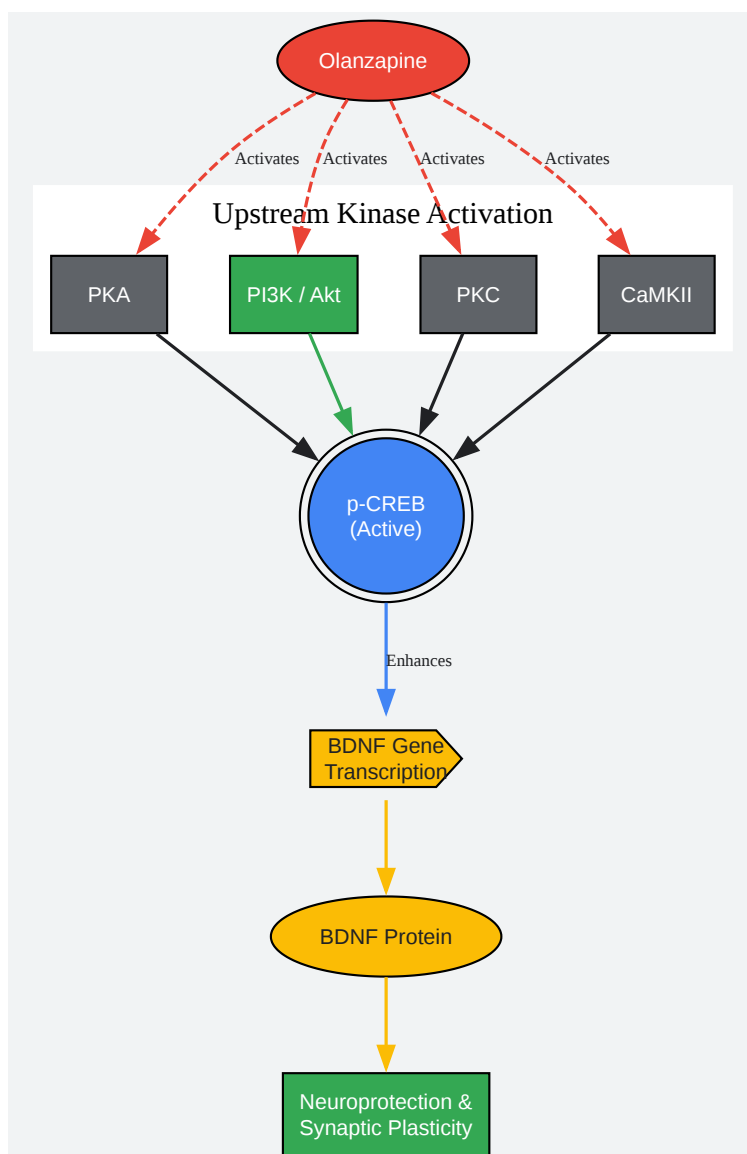 Olanzapine
Activates
Activates
Activates
Activates
Upstream Kinase Activation
PKA
PI3K / Akt
PKC
CaMKII
p-CREB
(Active)
Enhances
BDNF Gene
Transcription
BDNF Protein
Neuroprotection &
Synaptic Plasticity